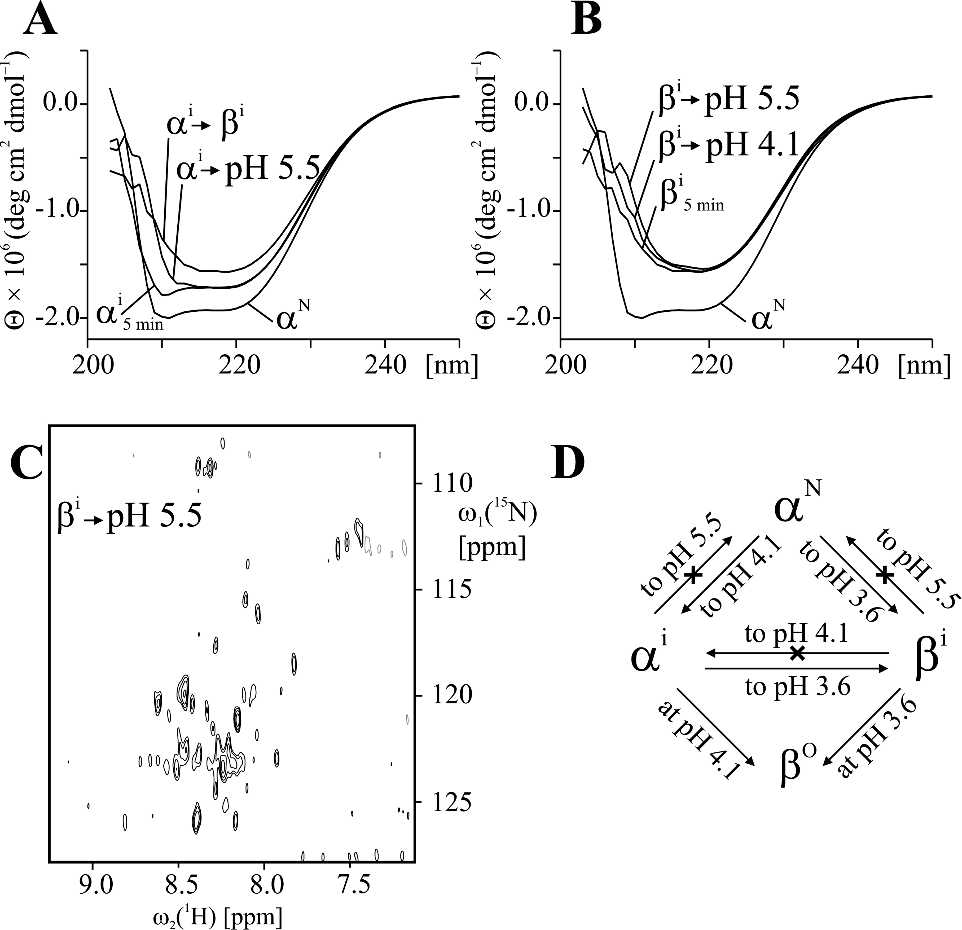 A
Θ × 10⁶ (deg cm² dmol⁻¹)
0.0
-1.0
-2.0
αⁱ→βⁱ
αⁱ→pH 5.5
αⁱ5 min
αᴺ
200 220 240 [nm]
B
Θ × 10⁶ (deg cm² dmol⁻¹)
0.0
-1.0
-2.0
βⁱ→pH 5.5
βⁱ→pH 4.1
βⁱ5 min
αᴺ
200 220 240 [nm]
C
βⁱ→pH 5.5
110
ω₁(¹⁵N)
[ppm]
115
120
125
9.0 8.5 8.0 7.5
ω₂(¹H) [ppm]
D
αᴺ
to pH 5.5
to pH 4.1
to pH 3.6
to pH 5.5
αⁱ
to pH 4.1
to pH 3.6
βⁱ
at pH 4.1
at pH 3.6
βᴼ